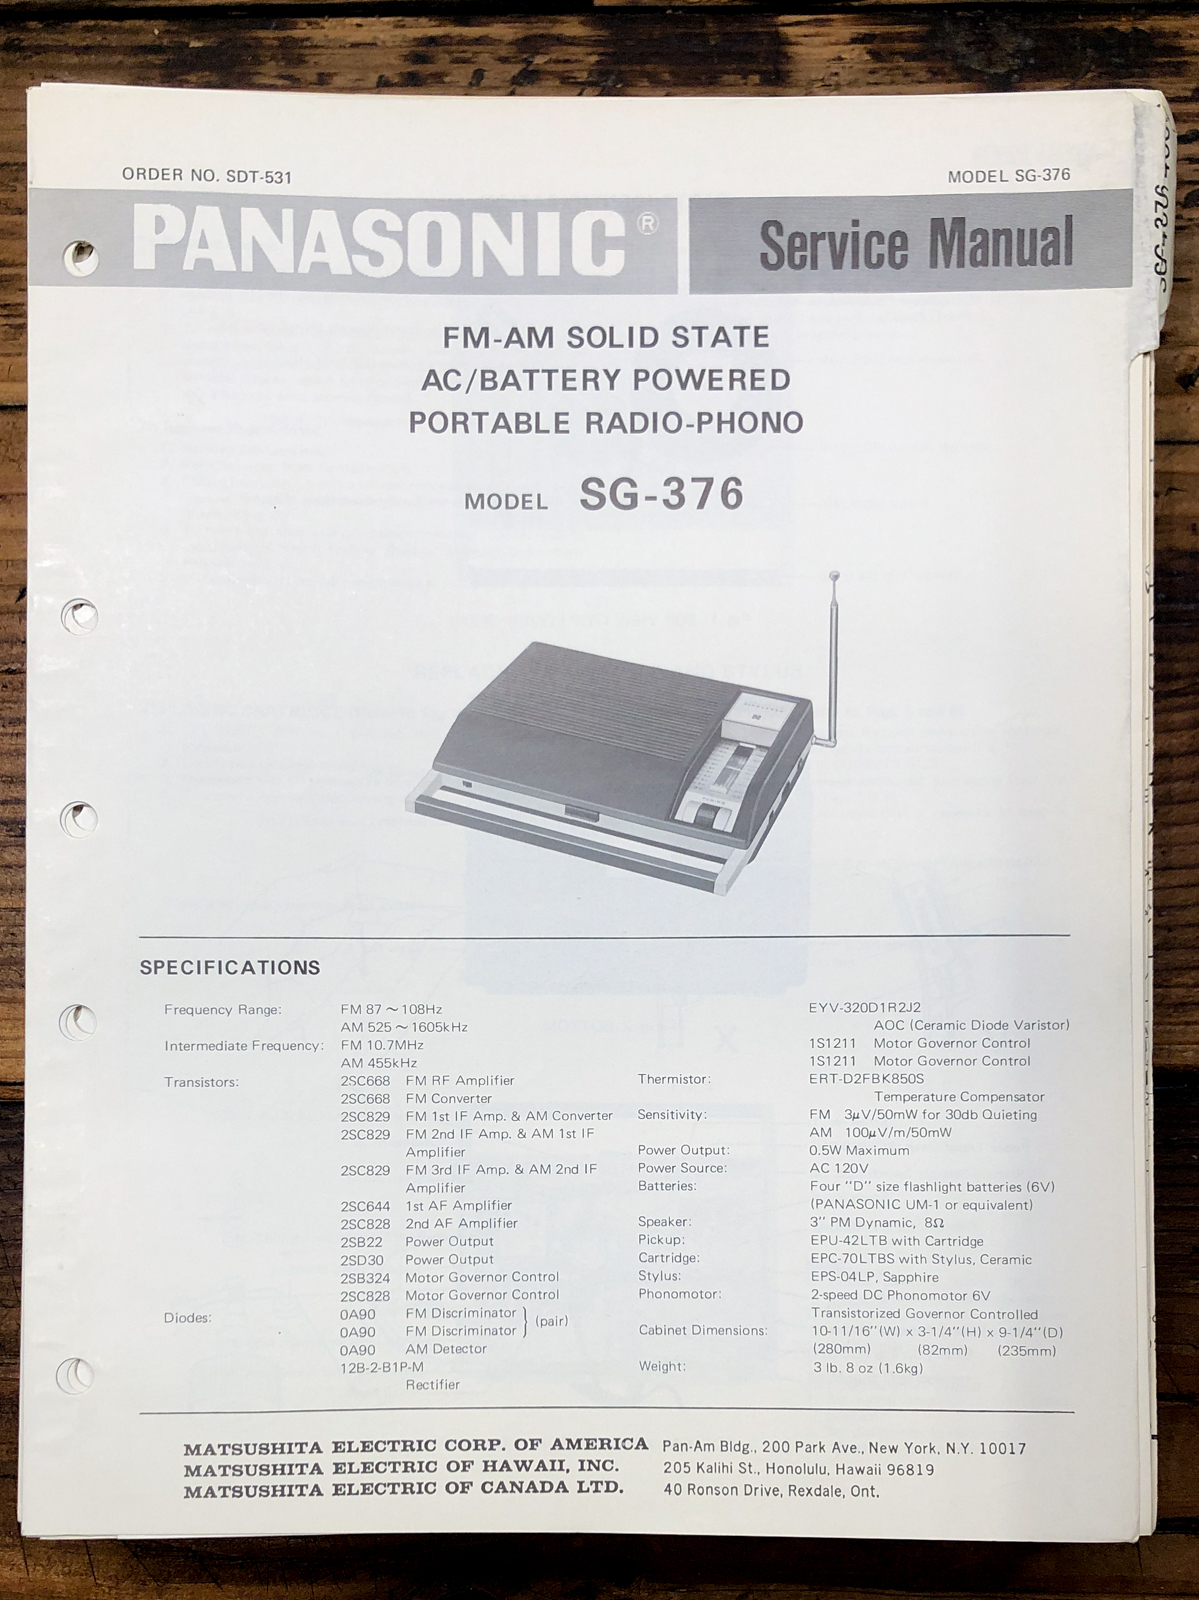 ORDER NO. SDT-531
MODEL SG-376
PANASONIC®
Service Manual
FM-AM SOLID STATE
AC/BATTERY POWERED
PORTABLE RADIO-PHONO
MODEL SG-376
SPECIFICATIONS
Frequency Range: FM 87 ~ 108Hz
AM 525 ~ 1605kHz
Intermediate Frequency: FM 10.7MHz
AM 455kHz
Transistors: 2SC668 FM RF Amplifier
2SC668 FM Converter
2SC829 FM 1st IF Amp. & AM Converter
2SC829 FM 2nd IF Amp. & AM 1st IF
Amplifier
2SC829 FM 3rd IF Amp. & AM 2nd IF
Amplifier
2SC644 1st AF Amplifier
2SC828 2nd AF Amplifier
2SB22 Power Output
2SD30 Power Output
2SB324 Motor Governor Control
2SC828 Motor Governor Control
Diodes: 0A90 FM Discriminator
0A90 FM Discriminator } (pair)
0A90 AM Detector
12B-2-B1P-M
Rectifier
EYV-320D1R2J2
AOC (Ceramic Diode Varistor)
1S1211 Motor Governor Control
1S1211 Motor Governor Control
Thermistor: ERT-D2FBK850S
Temperature Compensator
Sensitivity: FM 3μV/50mW for 30db Quieting
AM 100μV/m/50mW
Power Output: 0.5W Maximum
Power Source: AC 120V
Batteries: Four "D" size flashlight batteries (6V)
(PANASONIC UM-1 or equivalent)
Speaker: 3" PM Dynamic, 8Ω
Pickup: EPU-42LTB with Cartridge
Cartridge: EPC-70LTBS with Stylus, Ceramic
Stylus: EPS-04LP, Sapphire
Phonomotor: 2-speed DC Phonomotor 6V
Transistorized Governor Controlled
Cabinet Dimensions: 10-11/16"(W) x 3-1/4"(H) x 9-1/4"(D)
(280mm) (82mm) (235mm)
Weight: 3 lb. 8 oz (1.6kg)
MATSUSHITA ELECTRIC CORP. OF AMERICA Pan-Am Bldg., 200 Park Ave., New York, N.Y. 10017
MATSUSHITA ELECTRIC OF HAWAII, INC. 205 Kalihi St., Honolulu, Hawaii 96819
MATSUSHITA ELECTRIC OF CANADA LTD. 40 Ronson Drive, Rexdale, Ont.